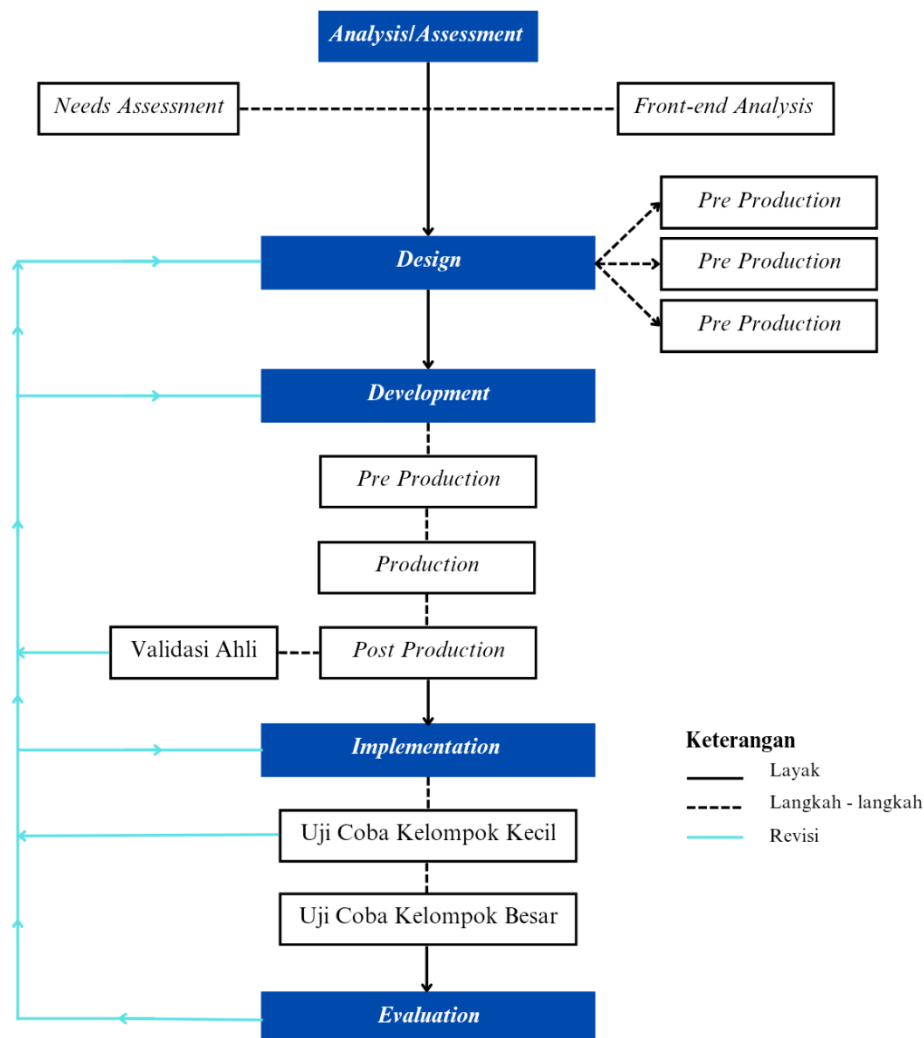 Analysis/Assessment
Needs Assessment
Front-end Analysis
Pre Production
Design
Pre Production
Pre Production
Development
Pre Production
Production
Validasi Ahli
Post Production
Implementation
Keterangan
Layak
Langkah - langkah
Revisi
Uji Coba Kelompok Kecil
Uji Coba Kelompok Besar
Evaluation